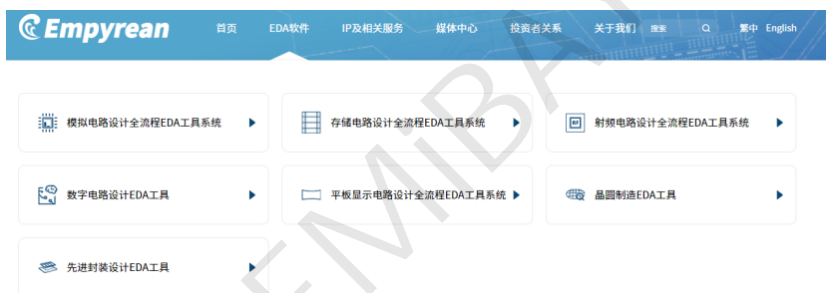 Empyrean 首页 EDA软件 IP及相关服务 媒体中心 投资者关系 关于我们 搜索 繁中 English
模拟电路设计全流程EDA工具系统 存储电路设计全流程EDA工具系统 射频电路设计全流程EDA工具系统
数字电路设计EDA工具 平板显示电路设计全流程EDA工具系统 晶圆制造EDA工具
先进封装设计EDA工具